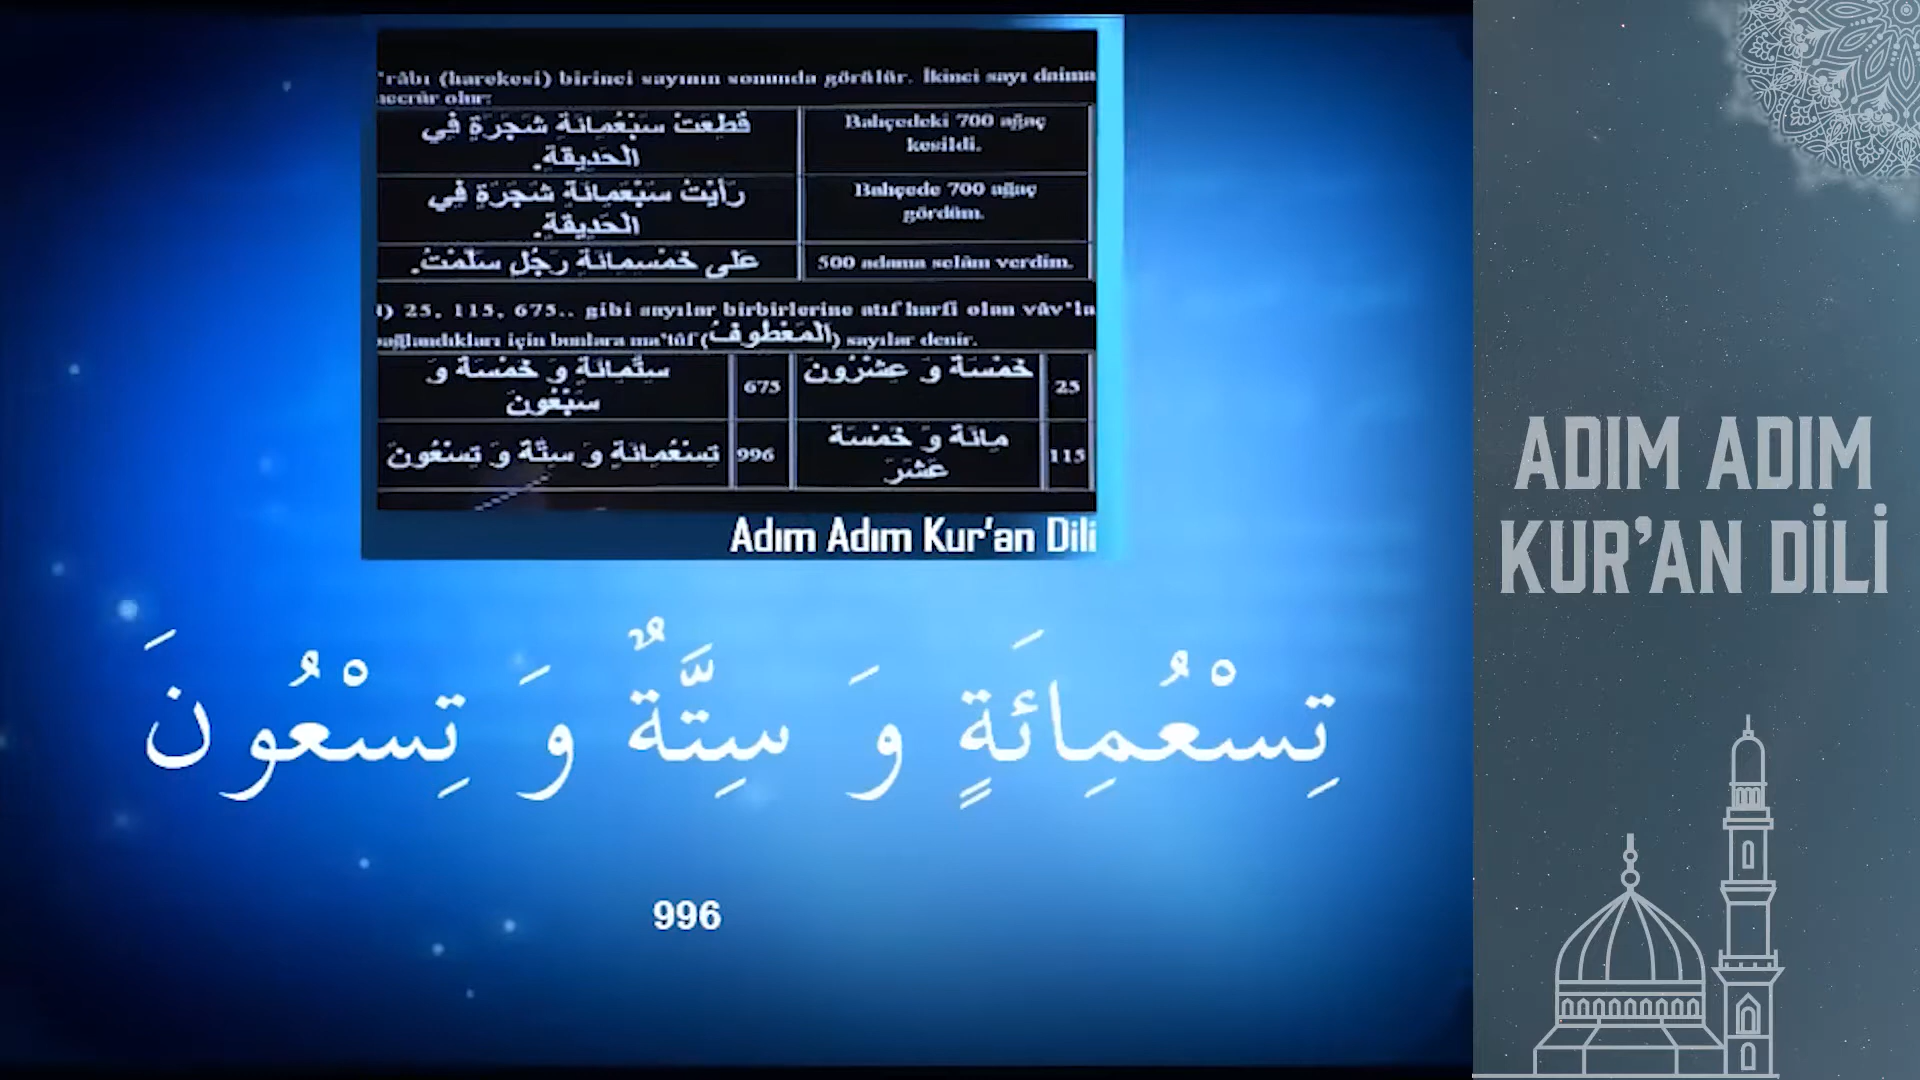 'râbı (harekesi) birinci sayının sonunda görülür. İkinci sayı daima
mecrûr olur:
قُطِعَتْ سَبْعُمِائَةِ شَجَرَةٍ فِي
الْحَدِيقَةِ.
Bahçedeki 700 ağaç
kesildi.
رَأَيْتُ سَبْعَمِائَةِ شَجَرَةٍ فِي
الْحَدِيقَةِ.
Bahçede 700 ağaç
gördüm.
عَلَى خَمْسِمِائَةِ رَجُلٍ سَلَّمْتُ.
500 adama selâm verdim.
d) 25, 115, 675.. gibi sayılar birbirlerine atıf harfi olan vâv'la
bağlandıkları için bunlara ma'tûf (الْمَعْطُوفُ) sayılar denir.
سِتُّمِائَةٍ وَ خَمْسَةٌ وَ
سَبْعُونَ
675
خَمْسَةٌ وَ عِشْرُونَ
25
تِسْعُمِائَةٍ وَ سِتَّةٌ وَ تِسْعُونَ
996
مِائَةٌ وَ خَمْسَةَ
عَشَرَ
115
Adım Adım Kur'an Dili
تِسْعُمِائَةٍ وَ سِتَّةٌ وَ تِسْعُونَ
996
ADIM ADIM
KUR'AN DİLİ